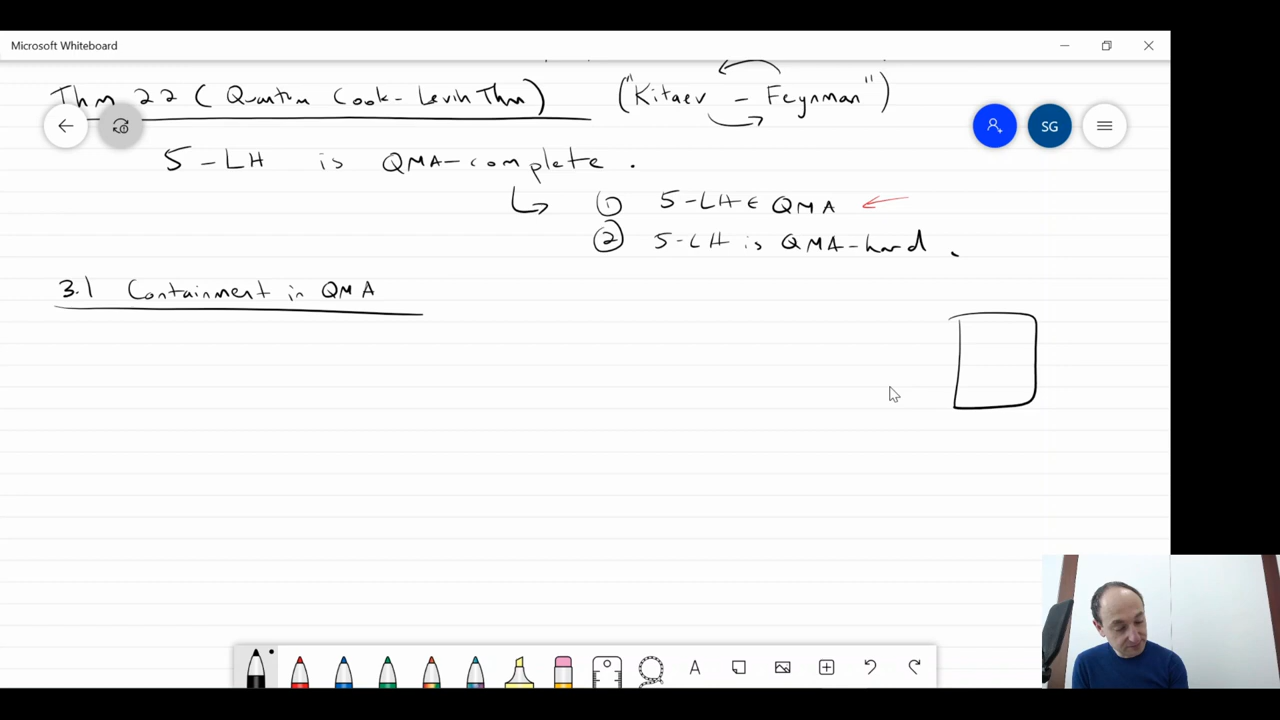 Microsoft Whiteboard
Thm 22 (Quantum Cook-Levin Thm) ("Kitaev - Feynman")
SG
5-LH is QMA-complete.
① 5-LH ∈ QMA
② 5-LH is QMA-hard.
3.1 Containment in QMA
A